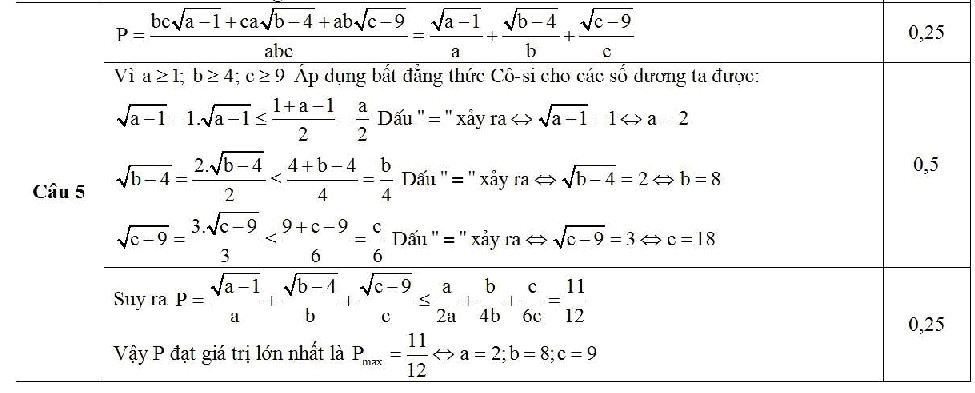 P = (bc√(a−1) + ca√(b−4) + ab√(c−9))/abc = √(a−1)/a + √(b−4)/b + √(c−9)/c
0,25
Vì a ≥ 1; b ≥ 4; c ≥ 9 Áp dụng bất đẳng thức Cô-si cho các số dương ta được:
√(a−1) 1.√(a−1) ≤ (1+a−1)/2 a/2 Dấu " = " xảy ra ⇔ √(a−1) 1 ⇔ a 2
Câu 5
√(b−4) = 2.√(b−4)/2 < (4+b−4)/4 = b/4 Dấu " = " xảy ra ⇔ √(b−4) = 2 ⇔ b = 8
0,5
√(c−9) = 3.√(c−9)/3 < (9+c−9)/6 = c/6 Dấu " = " xảy ra ⇔ √(c−9) = 3 ⇔ c = 18
Suy ra P = √(a−1)/a + √(b−4)/b + √(c−9)/c ≤ a/2a + b/4b + c/6c = 11/12
0,25
Vậy P đạt giá trị lớn nhất là Pmax = 11/12 ⇔ a = 2; b = 8; c = 9